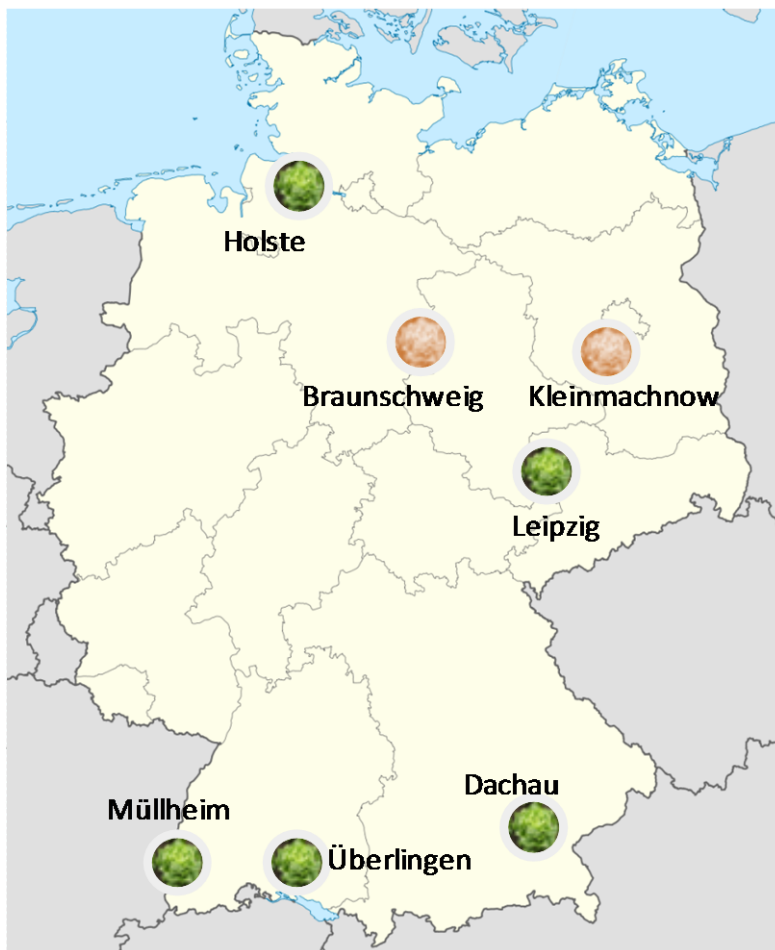 Holste
Braunschweig
Kleinmachnow
Leipzig
Dachau
Müllheim
Überlingen